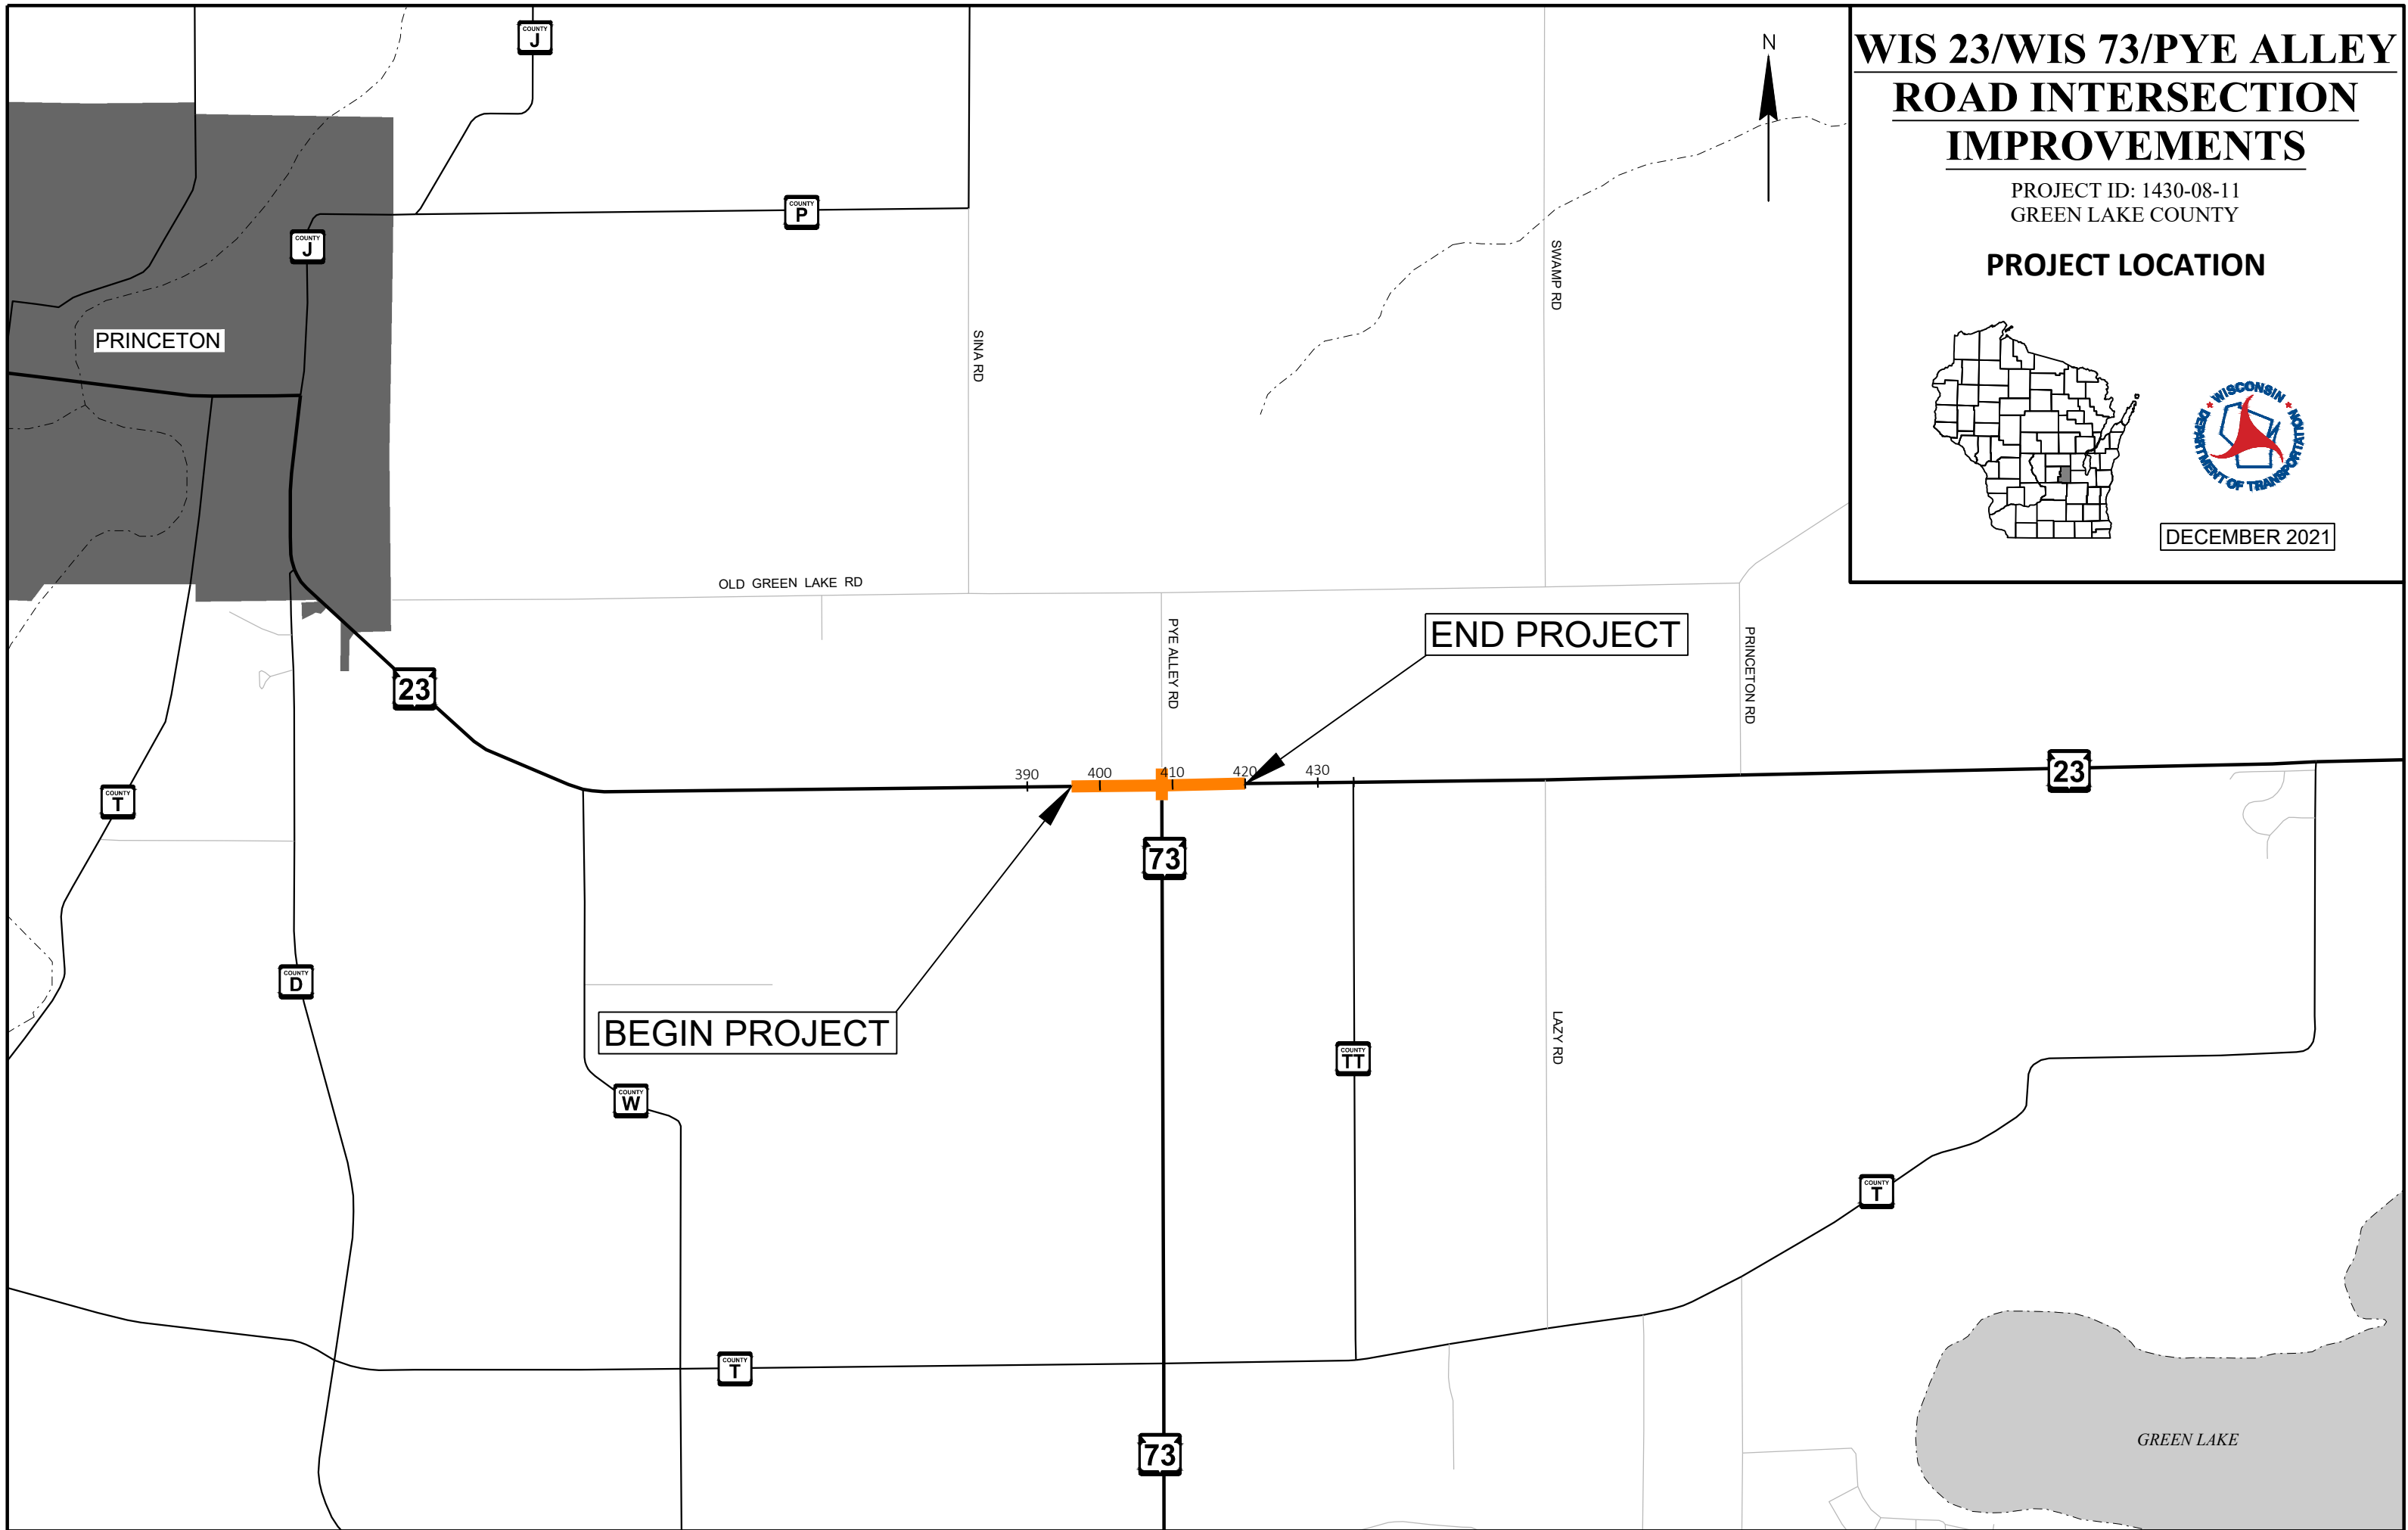 WIS 23/WIS 73/PYE ALLEY
ROAD INTERSECTION
IMPROVEMENTS
PROJECT ID: 1430-08-11
GREEN LAKE COUNTY
PROJECT LOCATION
WISCONSIN
DEPARTMENT OF TRANSPORTATION
DECEMBER 2021
N
COUNTY
J
COUNTY
P
COUNTY
J
PRINCETON
SINA RD
SWAMP RD
OLD GREEN LAKE RD
PYE ALLEY RD
END PROJECT
PRINCETON RD
23
390
400
410
420
430
23
COUNTY
T
73
COUNTY
D
BEGIN PROJECT
COUNTY
TT
LAZY RD
COUNTY
W
COUNTY
T
COUNTY
T
73
GREEN LAKE